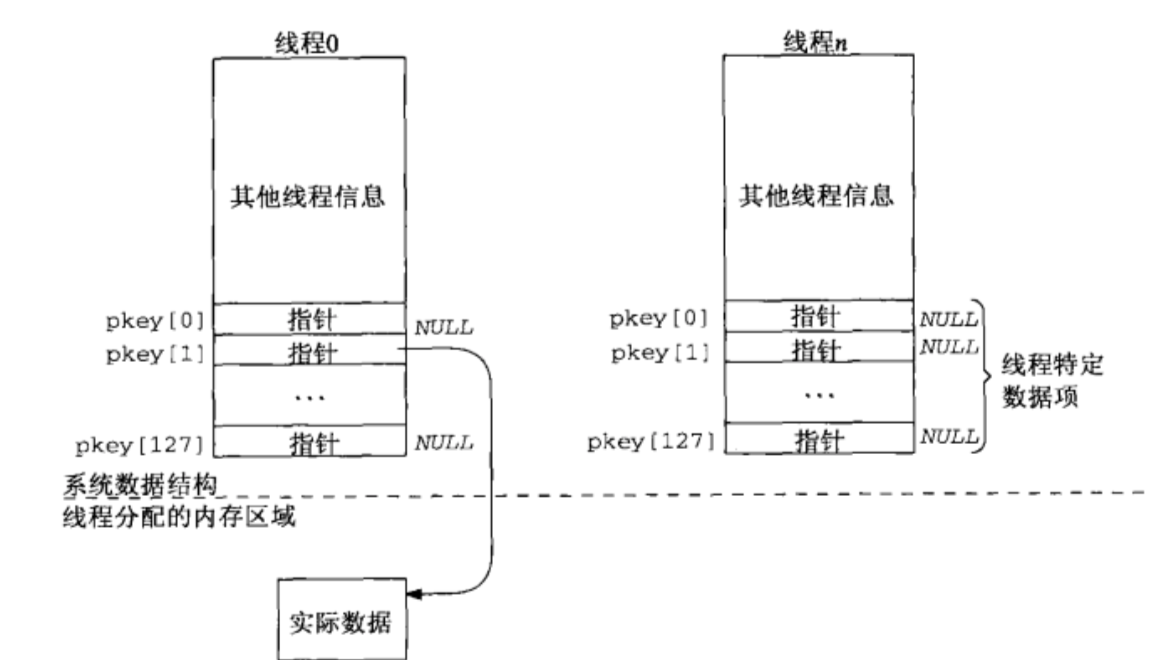 线程0
其他线程信息
pkey[0] 指针 NULL
pkey[1] 指针
...
pkey[127] 指针 NULL
线程n
其他线程信息
pkey[0] 指针 NULL
pkey[1] 指针 NULL
...
pkey[127] 指针 NULL
线程特定
数据项
系统数据结构
线程分配的内存区域
实际数据